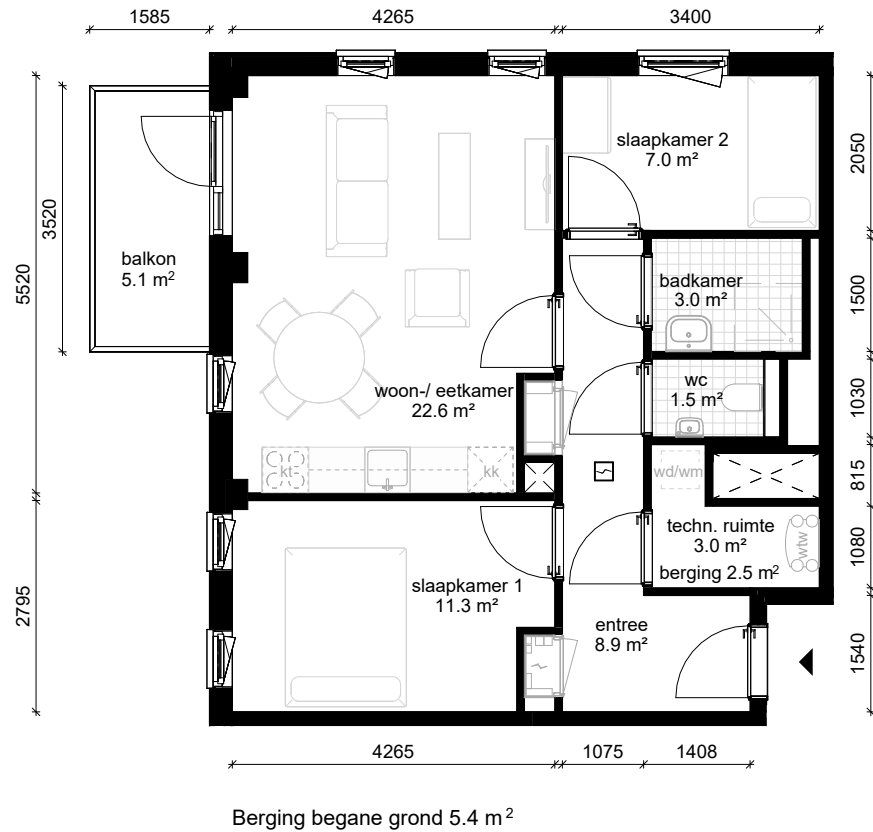 1585
4265
3400
slaapkamer 2
7.0 m²
2050
3520
5520
balkon
5.1 m²
badkamer
3.0 m²
1500
woon-/ eetkamer
22.6 m²
wc
1.5 m²
1030
kt
kk
wd/wm
815
techn. ruimte
3.0 m²
berging 2.5 m²
wtw
1080
2795
slaapkamer 1
11.3 m²
entree
8.9 m²
1540
4265
1075
1408
Berging begane grond 5.4 m²